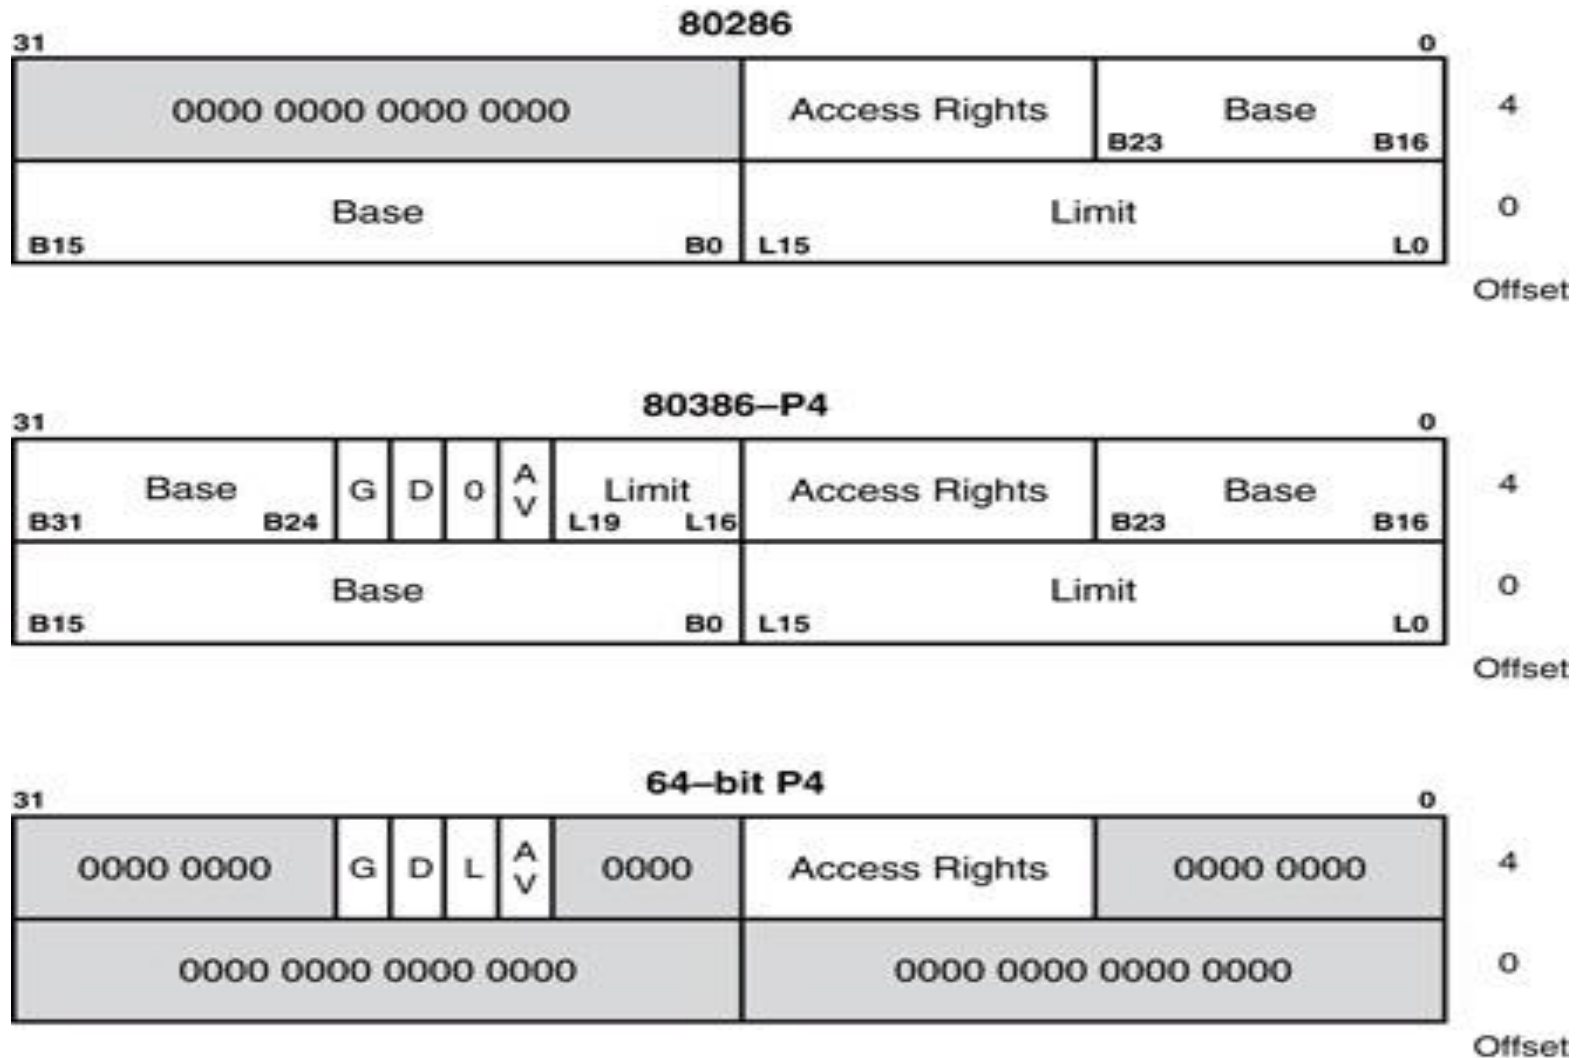 80286
31 0
0000 0000 0000 0000 Access Rights Base 4
B23 B16
Base Limit 0
B15 B0 L15 L0
Offset
80386–P4
31 0
Base G D 0 A V Limit Access Rights Base 4
B31 B24 L19 L16 B23 B16
Base Limit 0
B15 B0 L15 L0
Offset
64–bit P4
31 0
0000 0000 G D L A V 0000 Access Rights 0000 0000 4
0000 0000 0000 0000 0000 0000 0000 0000 0
Offset